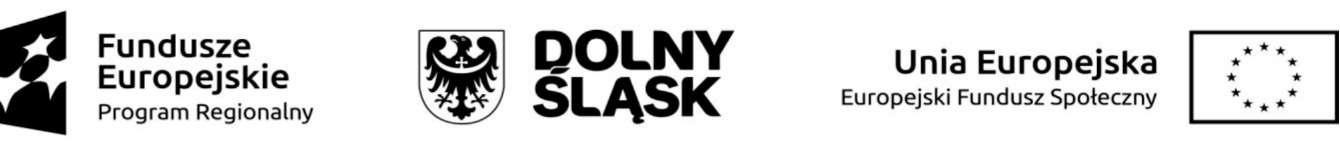 Fundusze
Europejskie
Program Regionalny
DOLNY
ŚLĄSK
Unia Europejska
Europejski Fundusz Społeczny